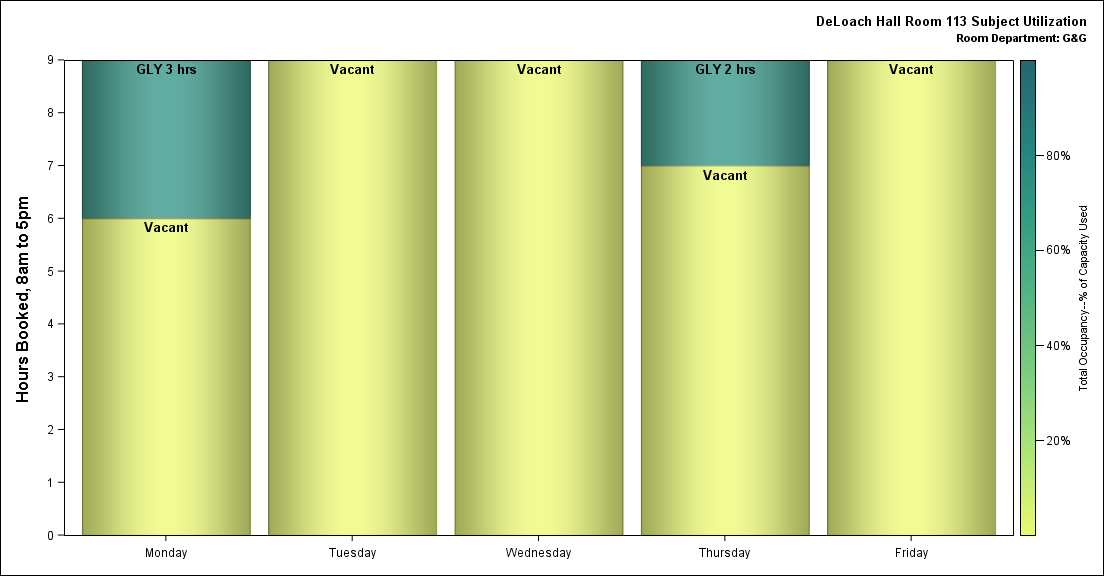 DeLoach Hall Room 113 Subject Utilization
Room Department: G&G
Hours Booked, 8am to 5pm
9
8
7
6
5
4
3
2
1
0
GLY 3 hrs
Vacant
Vacant
Vacant
GLY 2 hrs
Vacant
Vacant
Monday
Tuesday
Wednesday
Thursday
Friday
80%
60%
40%
20%
Total Occupancy--% of Capacity Used